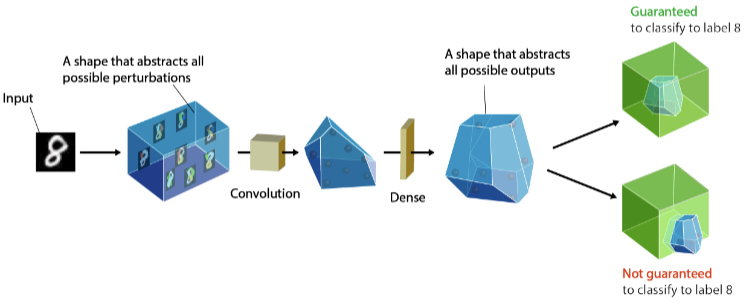 Input
A shape that abstracts all
possible perturbations
Convolution
Dense
A shape that abstracts
all possible outputs
Guaranteed
to classify to label 8
Not guaranteed
to classify to label 8